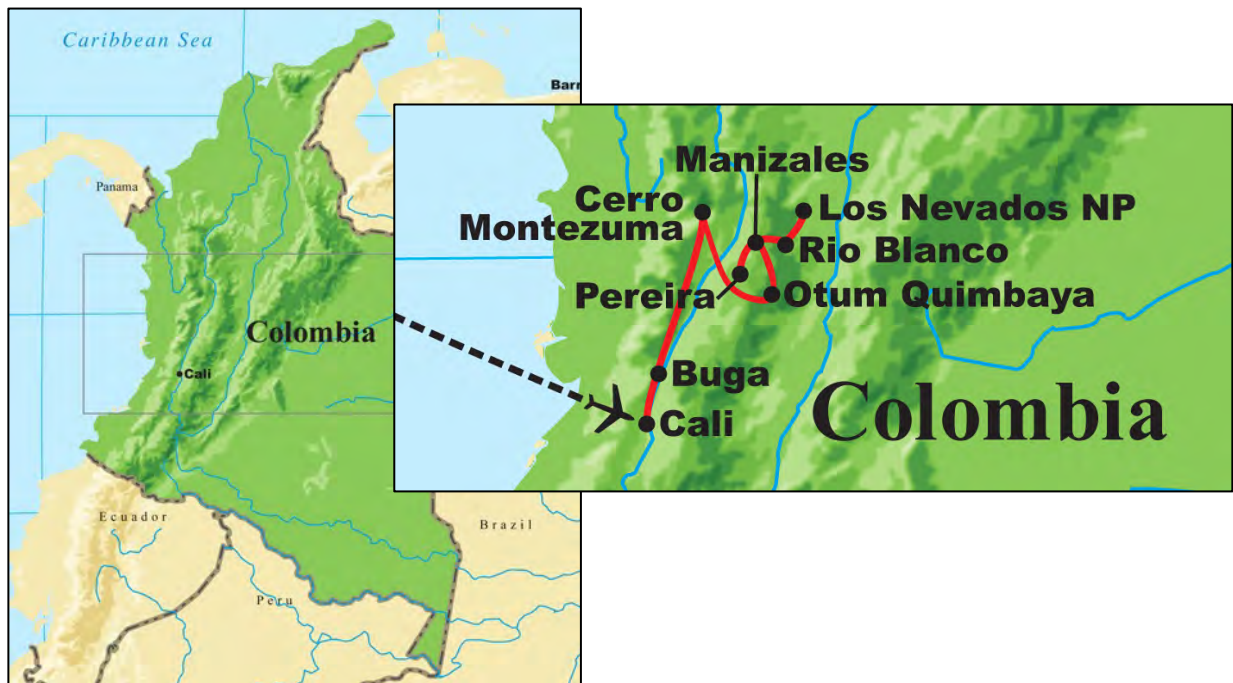 Caribbean Sea
Barr
Panama
Colombia
Cali
Ecuador
Brazil
Peru
Manizales
Cerro
Montezuma
Los Nevados NP
Rio Blanco
Pereira
Otum Quimbaya
Buga
Cali
Colombia